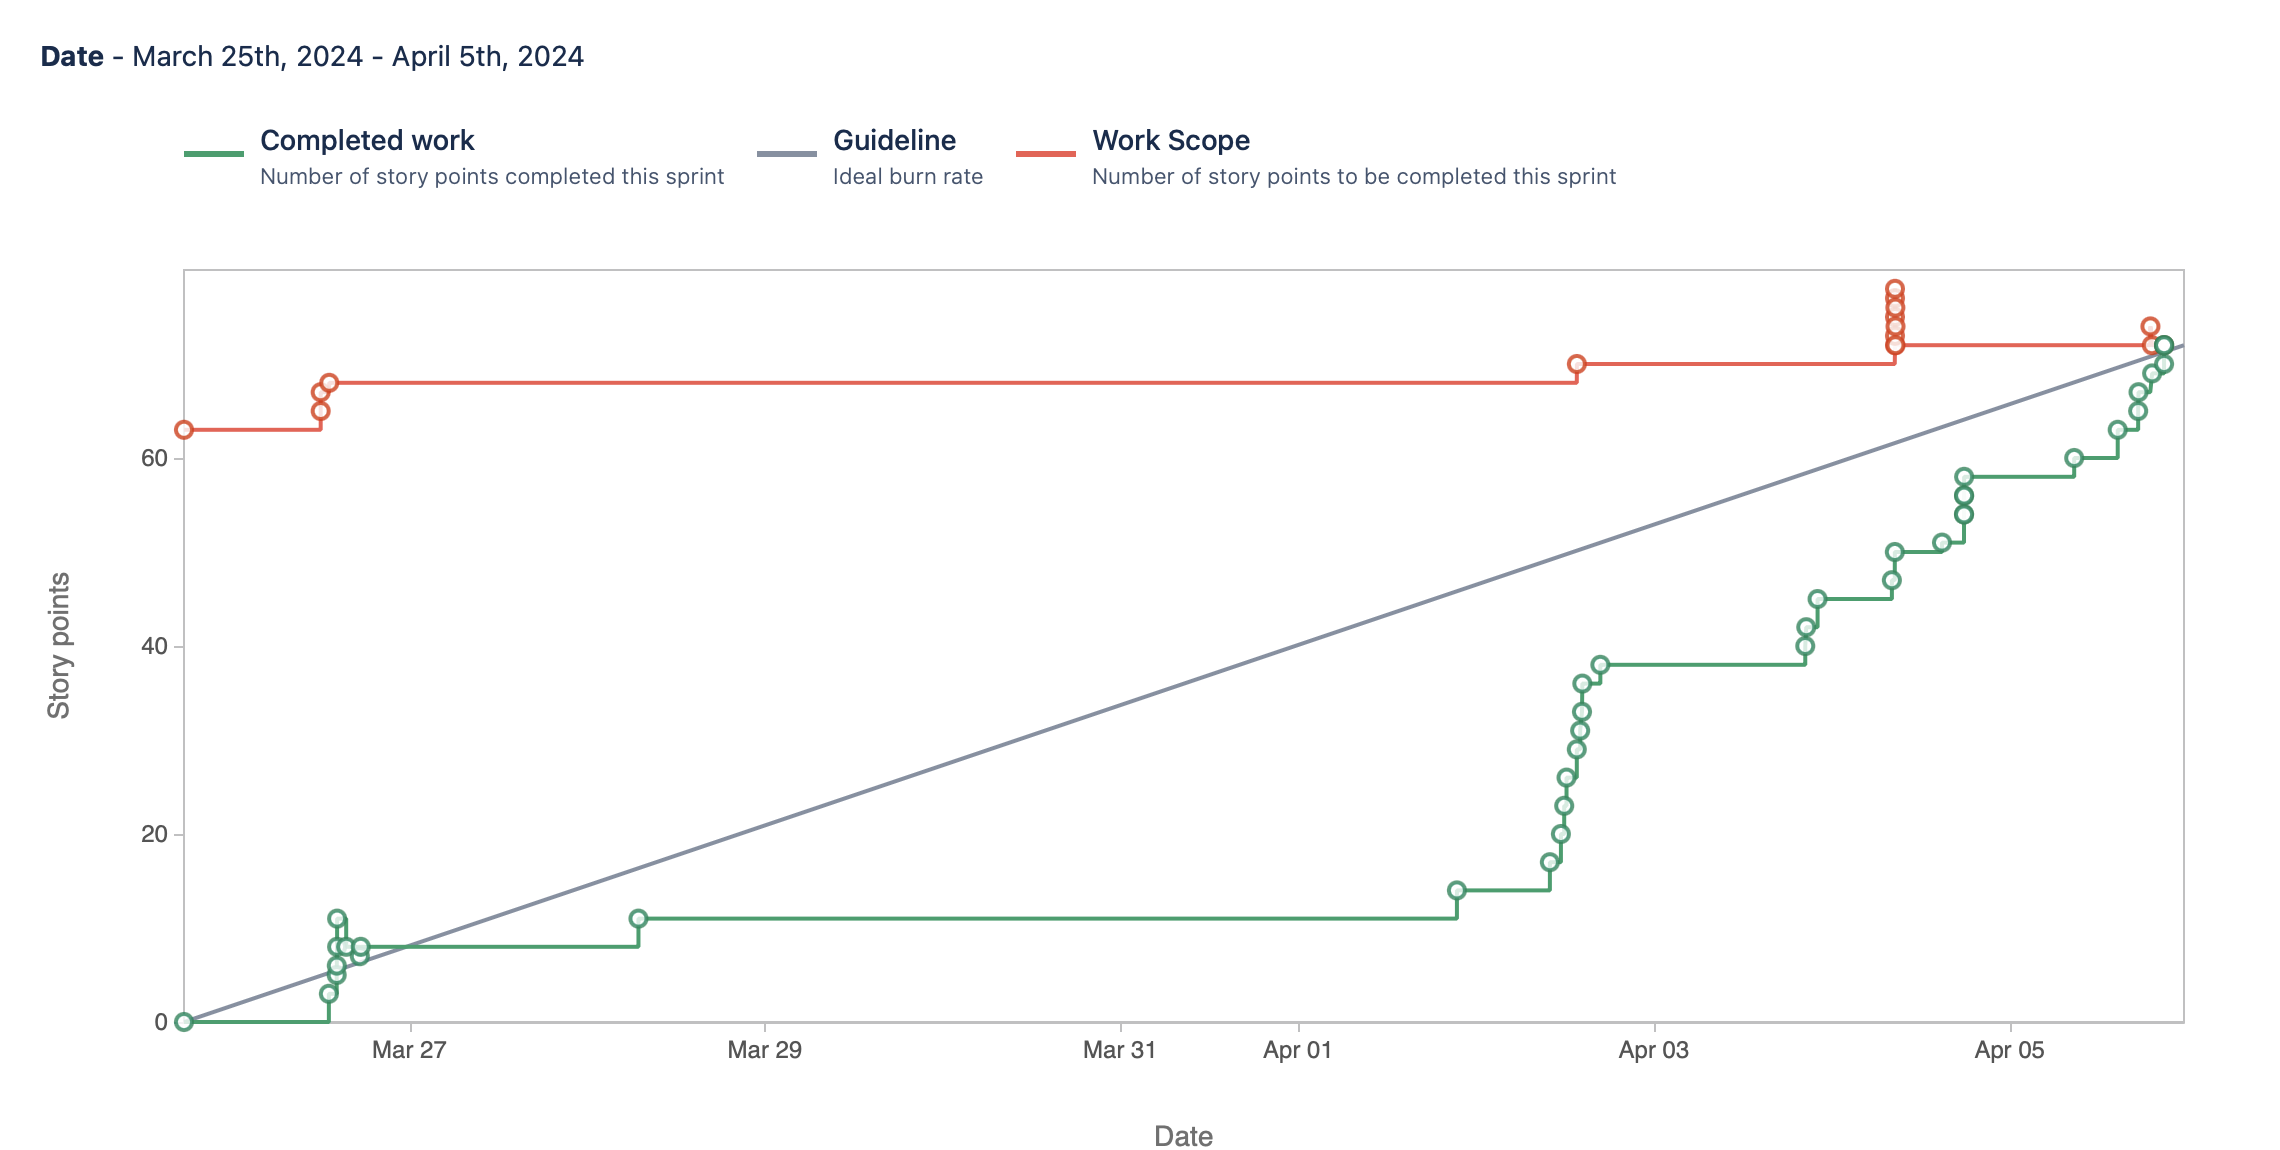 Date - March 25th, 2024 - April 5th, 2024
Completed work
Number of story points completed this sprint
Guideline
Ideal burn rate
Work Scope
Number of story points to be completed this sprint
Story points
60
40
20
0
Mar 27
Mar 29
Mar 31
Apr 01
Apr 03
Apr 05
Date